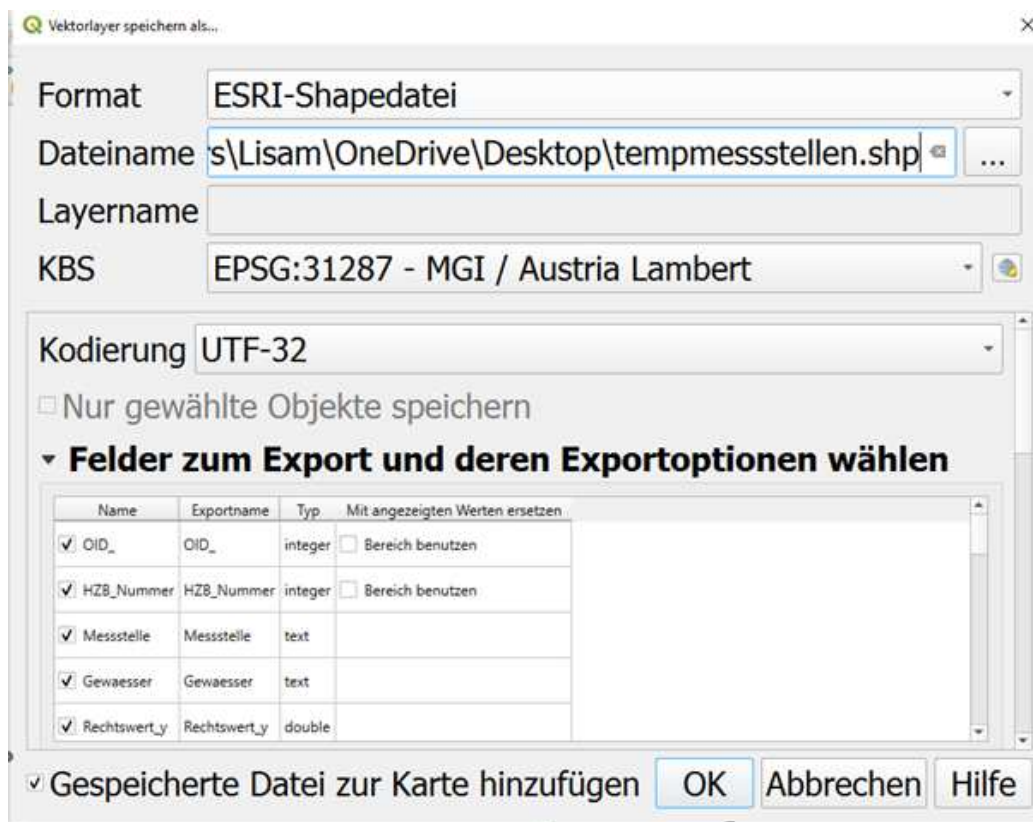 Vektorlayer speichern als...
Format ESRI-Shapedatei
Dateiname s\Lisam\OneDrive\Desktop\tempmessstellen.shp ...
Layername
KBS EPSG:31287 - MGI / Austria Lambert
Kodierung UTF-32
Nur gewählte Objekte speichern
Felder zum Export und deren Exportoptionen wählen
Name Exportname Typ Mit angezeigten Werten ersetzen
OID_ OID_ integer Bereich benutzen
HZB_Nummer HZB_Nummer integer Bereich benutzen
Messstelle Messstelle text
Gewaesser Gewaesser text
Rechtswert_y Rechtswert_y double
Gespeicherte Datei zur Karte hinzufügen OK Abbrechen Hilfe